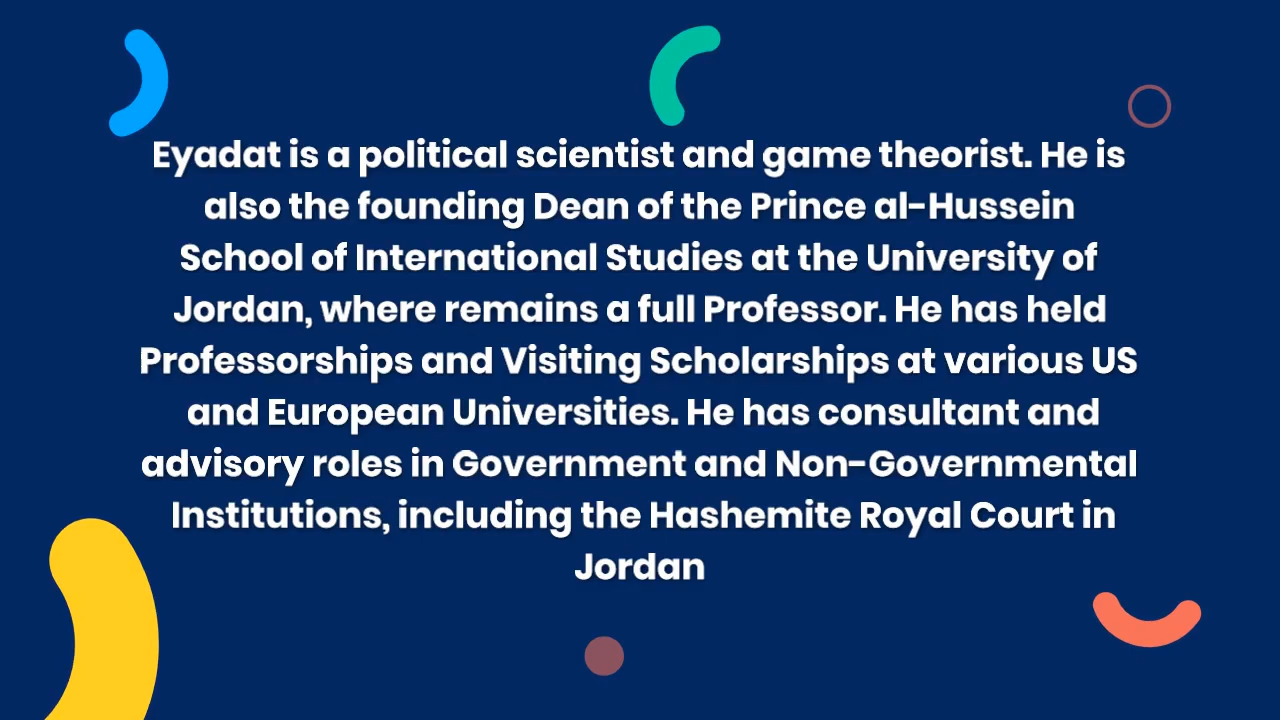 Eyadat is a political scientist and game theorist. He is
also the founding Dean of the Prince al-Hussein
School of International Studies at the University of
Jordan, where remains a full Professor. He has held
Professorships and Visiting Scholarships at various US
and European Universities. He has consultant and
advisory roles in Government and Non-Governmental
Institutions, including the Hashemite Royal Court in
Jordan